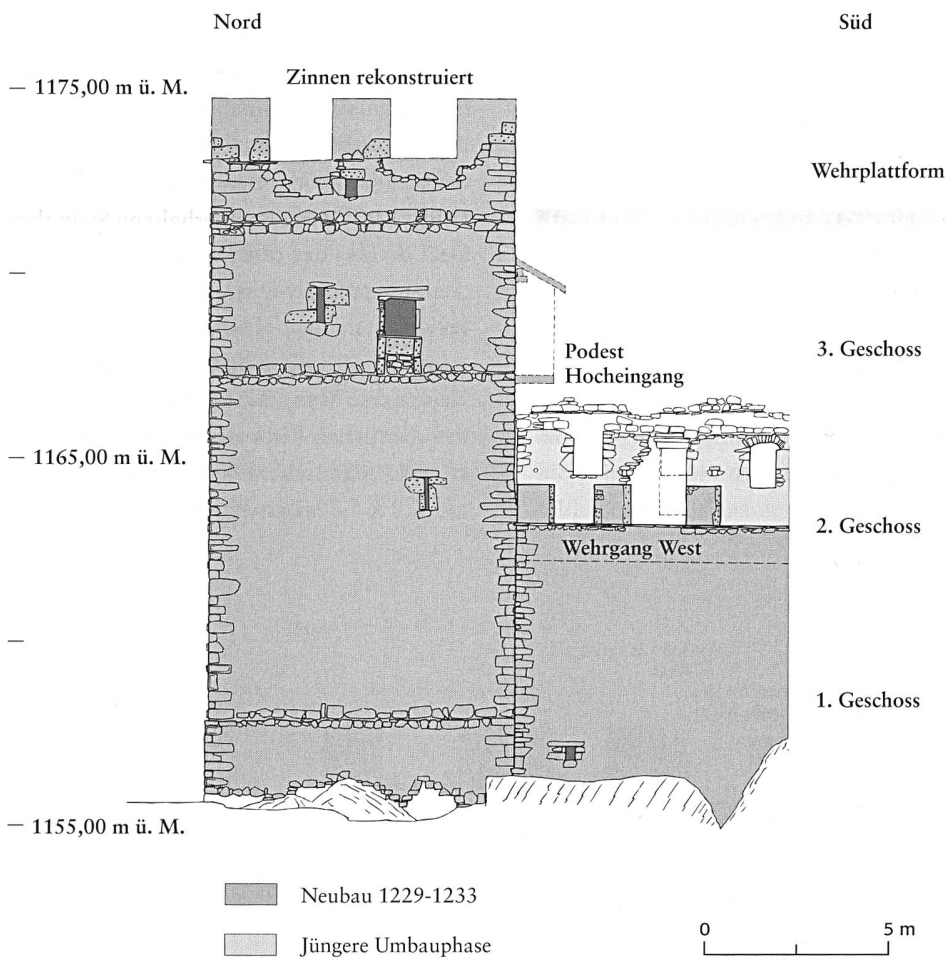 Nord
Süd
1175,00 m ü. M.
Zinnen rekonstruiert
Wehrplattform
Podest
Hocheingang
3. Geschoss
1165,00 m ü. M.
2. Geschoss
Wehrgang West
1. Geschoss
1155,00 m ü. M.
Neubau 1229-1233
Jüngere Umbauphase
0
5 m